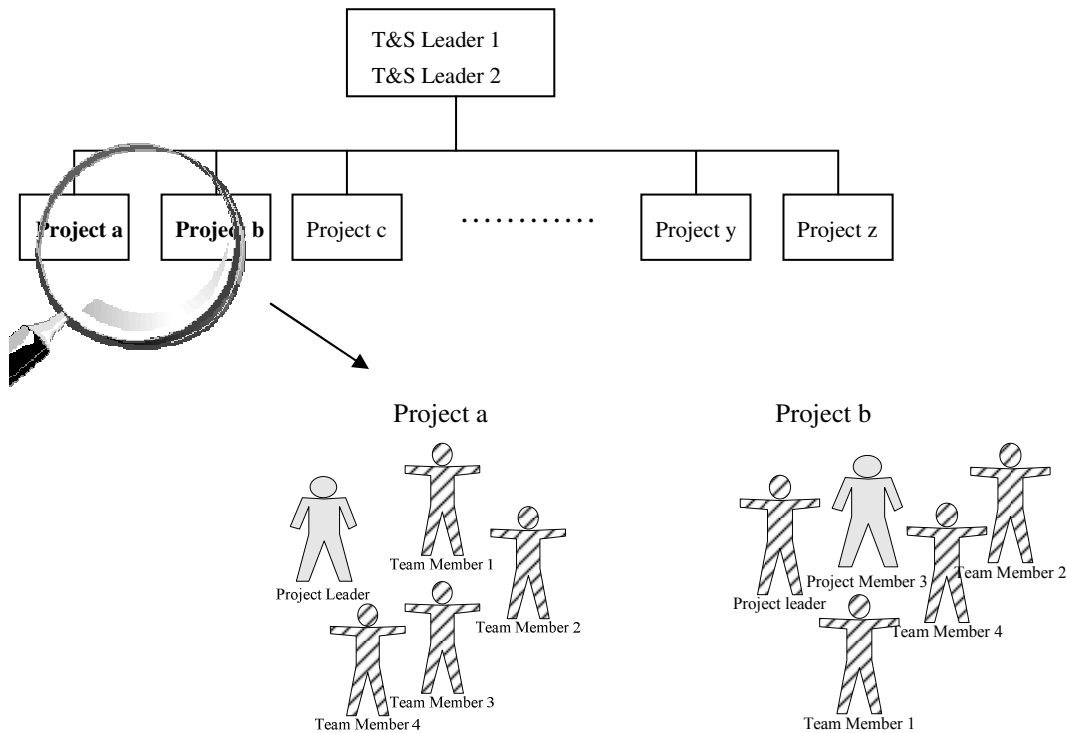 T&S Leader 1
T&S Leader 2
Project a
Project b
Project c
............
Project y
Project z
Project a
Project b
Project Leader
Team Member 1
Team Member 2
Team Member 3
Team Member 4
Project leader
Project Member 3
Team Member 2
Team Member 4
Team Member 1